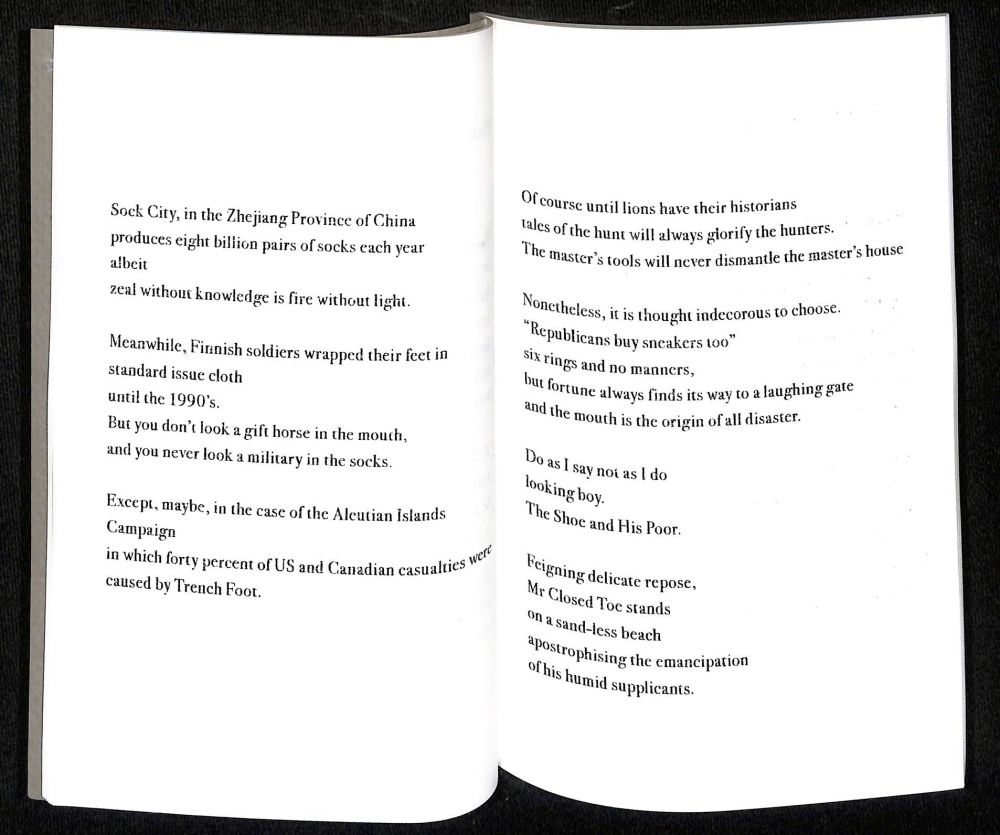 Sock City, in the Zhejiang Province of China
produces eight billion pairs of socks each year
albeit
zeal without knowledge is fire without light.
Meanwhile, Finnish soldiers wrapped their feet in
standard issue cloth
until the 1990's.
But you don't look a gift horse in the mouth,
and you never look a military in the socks.
Except, maybe, in the case of the Aleutian Islands
Campaign
in which forty percent of US and Canadian casualties were
caused by Trench Foot.
Of course until lions have their historians
tales of the hunt will always glorify the hunters.
The master's tools will never dismantle the master's house
Nonetheless, it is thought indecorous to choose.
"Republicans buy sneakers too"
six rings and no manners,
but fortune always finds its way to a laughing gate
and the mouth is the origin of all disaster.
Do as I say not as I do
looking boy.
The Shoe and His Poor.
Feigning delicate repose,
Mr Closed Toe stands
on a sand-less beach
apostrophising the emancipation
of his humid supplicants.